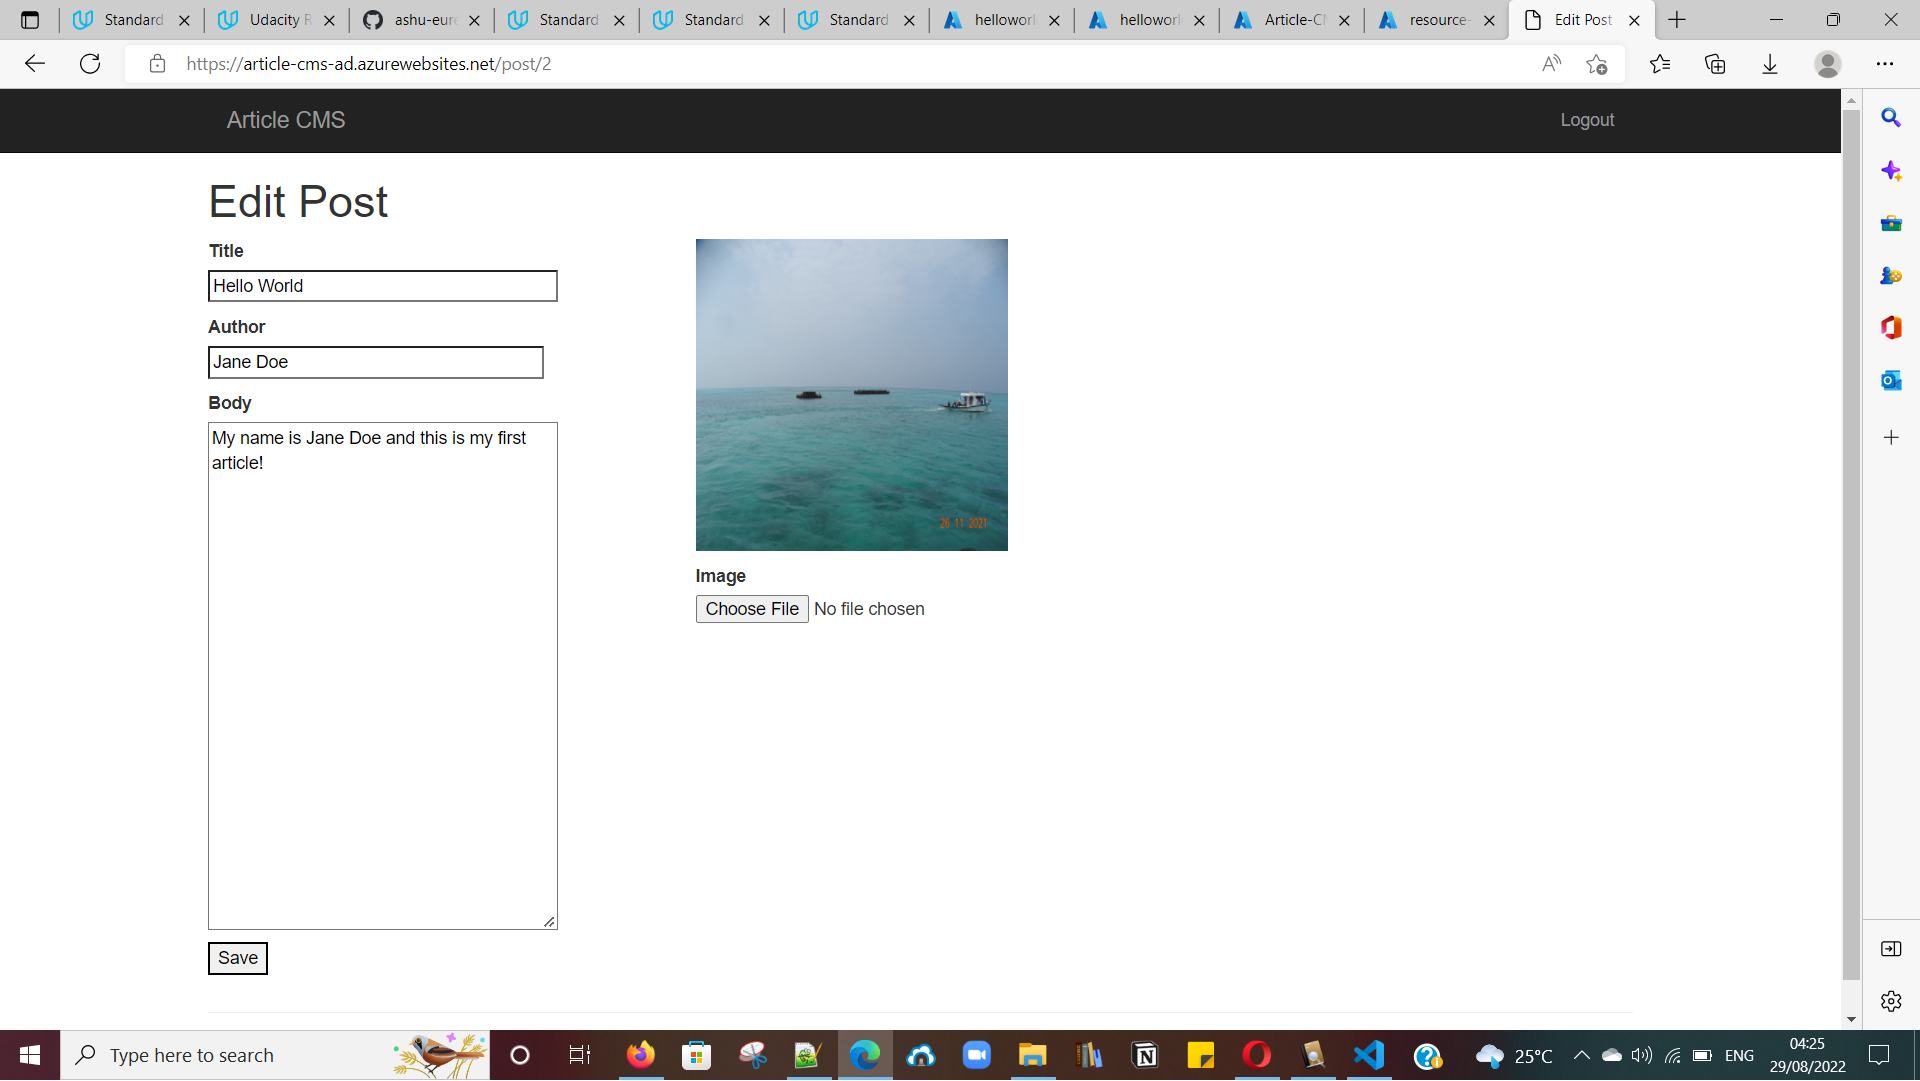 Standard
Udacity R
ashu-eure
Standard
Standard
Standard
hellowor
hellowor
Article-C
resource-
Edit Post
https://article-cms-ad.azurewebsites.net/post/2
Article CMS
Logout
Edit Post
Title
Hello World
Author
Jane Doe
Body
My name is Jane Doe and this is my first
article!
26 11 2021
Image
Choose File No file chosen
Save
Type here to search
25°C
ENG
04:25
29/08/2022